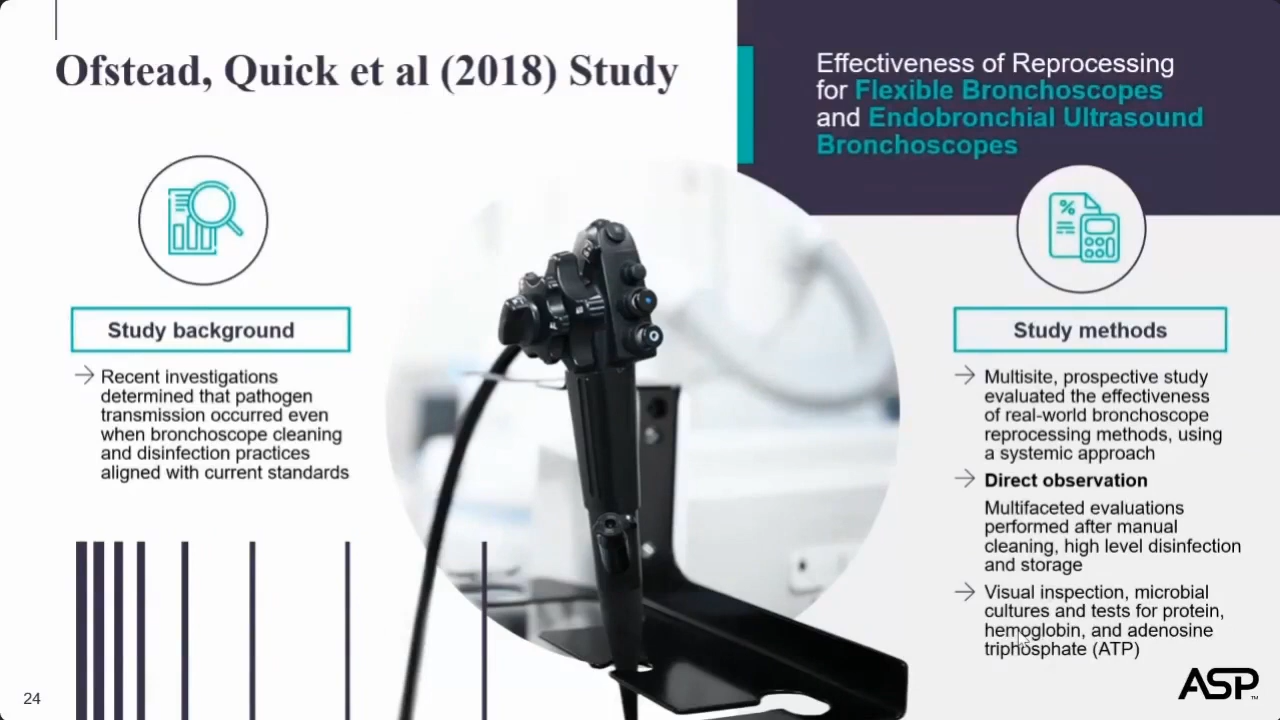 Ofstead, Quick et al (2018) Study
Effectiveness of Reprocessing
for Flexible Bronchoscopes
and Endobronchial Ultrasound
Bronchoscopes
Study background
Recent investigations
determined that pathogen
transmission occurred even
when bronchoscope cleaning
and disinfection practices
aligned with current standards
%
Study methods
Multisite, prospective study
evaluated the effectiveness
of real-world bronchoscope
reprocessing methods, using
a systemic approach
Direct observation
Multifaceted evaluations
performed after manual
cleaning, high level disinfection
and storage
Visual inspection, microbial
cultures and tests for protein,
hemoglobin, and adenosine
triphosphate (ATP)
24
ASP™